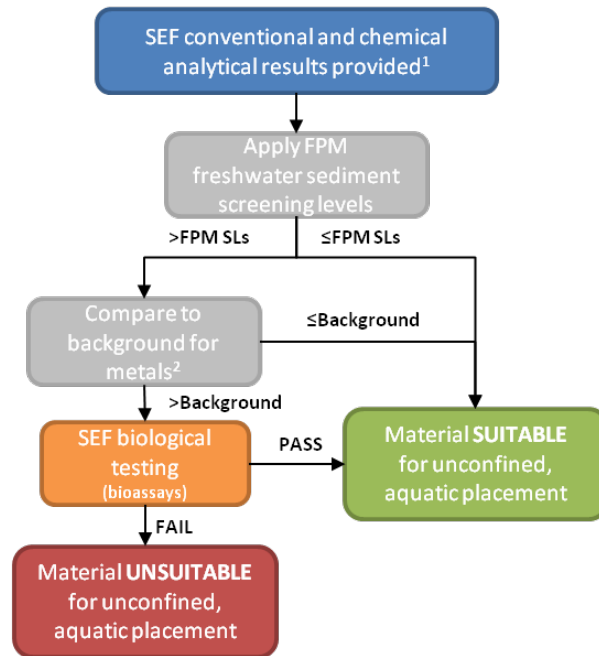 SEF conventional and chemical
analytical results provided¹
Apply FPM
freshwater sediment
screening levels
>FPM SLs
≤FPM SLs
Compare to
background for
metals²
≤Background
>Background
SEF biological
testing
(bioassays)
PASS
Material SUITABLE
for unconfined,
aquatic placement
FAIL
Material UNSUITABLE
for unconfined,
aquatic placement